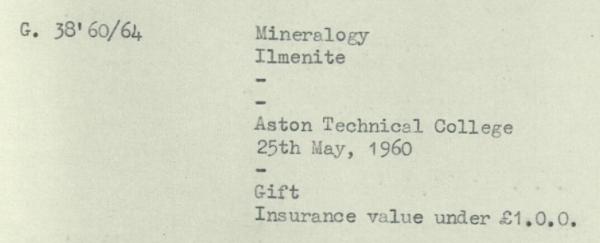 G. 38'60/64 Mineralogy
Ilmenite
-
-
Aston Technical College
25th May, 1960
-
Gift
Insurance value under £1.0.0.